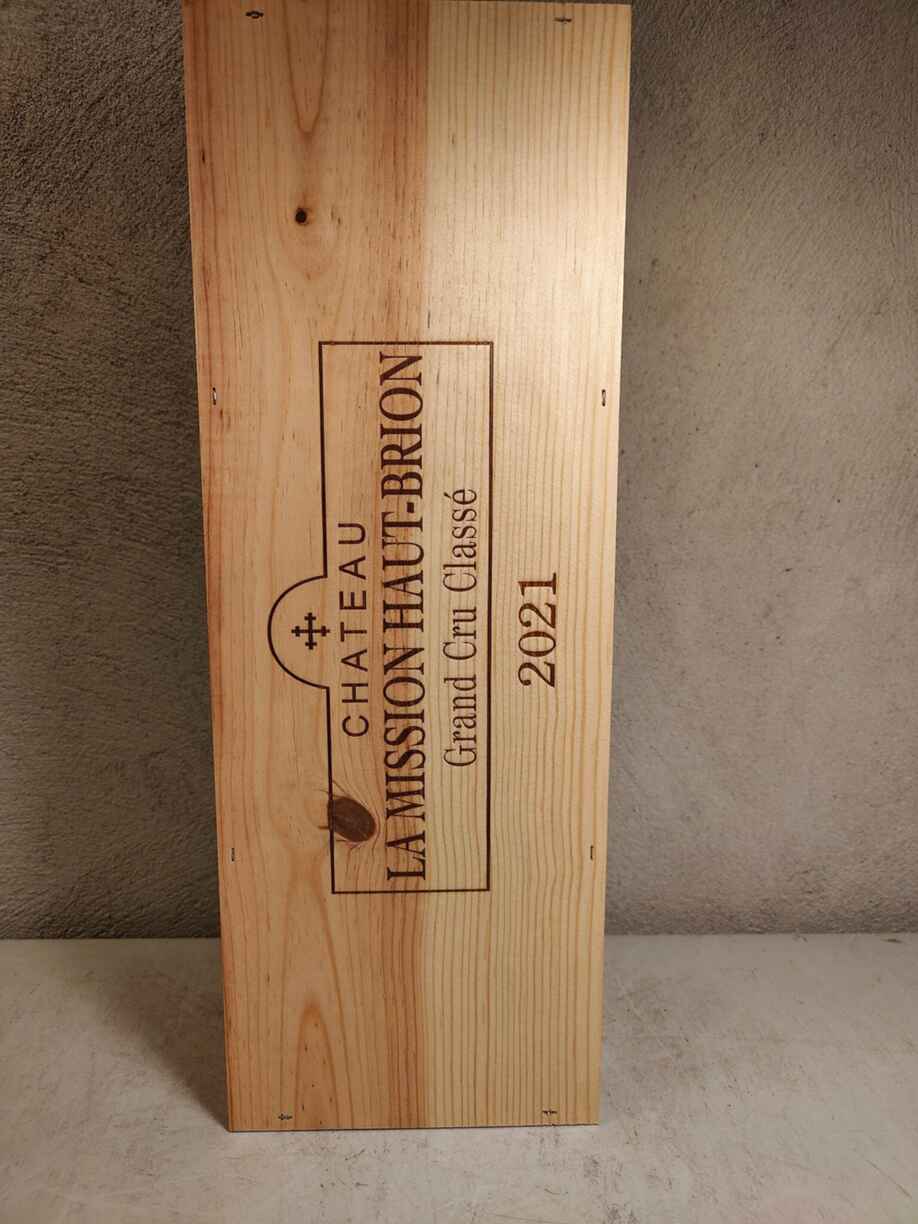 CHATEAU
LA MISSION HAUT-BRION
Grand Cru Classé
2021